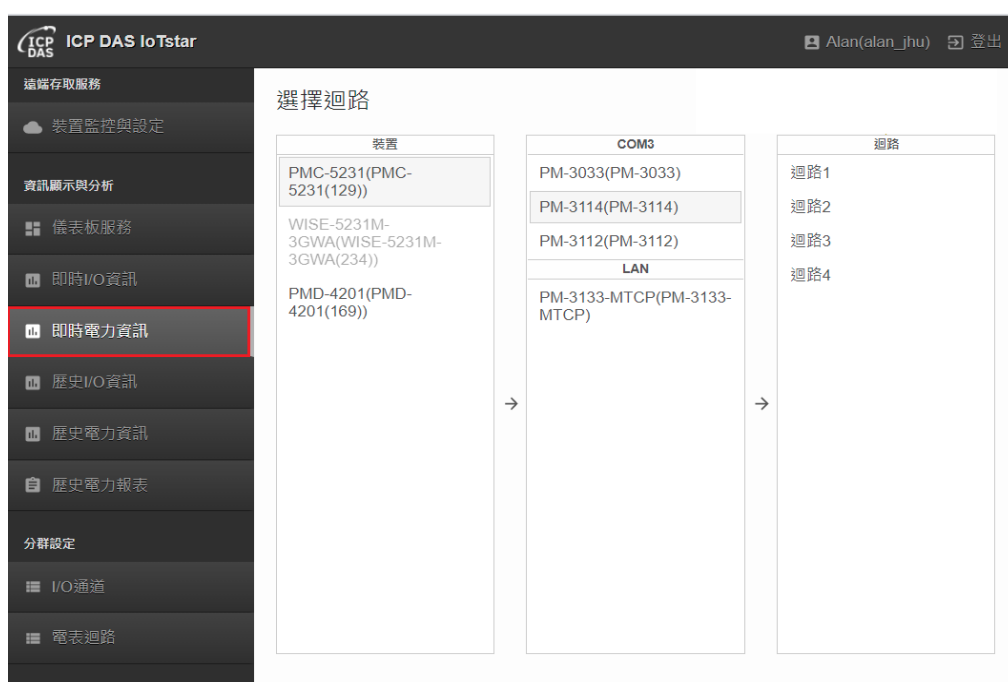 ICP DAS
ICP DAS IoTstar
Alan(alan_jhu) 登出
遠端存取服務
裝置監控與設定
資訊顯示與分析
儀表板服務
即時I/O資訊
即時電力資訊
歷史I/O資訊
歷史電力資訊
歷史電力報表
分群設定
I/O通道
電表迴路
選擇迴路
裝置
PMC-5231(PMC-
5231(129))
WISE-5231M-
3GWA(WISE-5231M-
3GWA(234))
PMD-4201(PMD-
4201(169))
COM3
PM-3033(PM-3033)
PM-3114(PM-3114)
PM-3112(PM-3112)
LAN
PM-3133-MTCP(PM-3133-
MTCP)
迴路
迴路1
迴路2
迴路3
迴路4